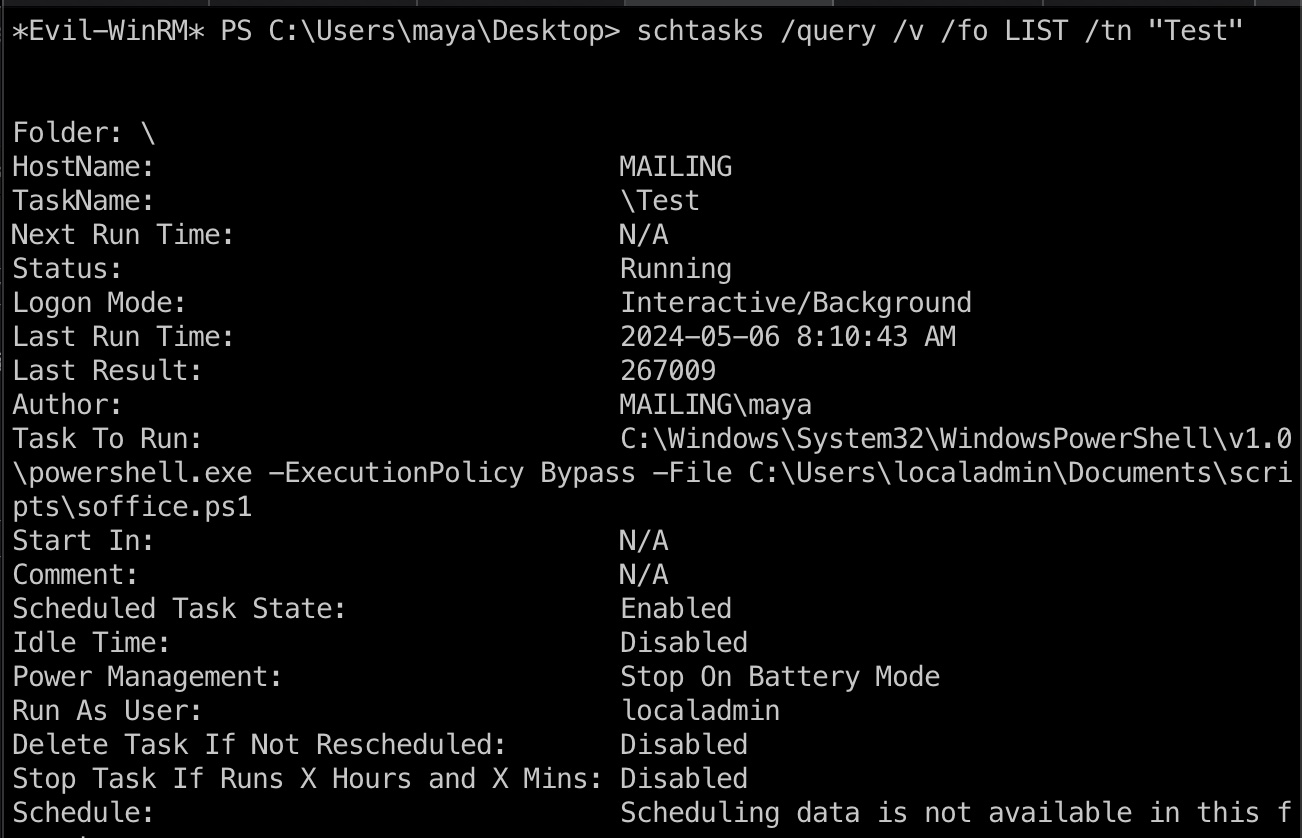 *Evil-WinRM* PS C:\Users\maya\Desktop> schtasks /query /v /fo LIST /tn "Test"
Folder: \
HostName: MAILING
TaskName: \Test
Next Run Time: N/A
Status: Running
Logon Mode: Interactive/Background
Last Run Time: 2024-05-06 8:10:43 AM
Last Result: 267009
Author: MAILING\maya
Task To Run: C:\Windows\System32\WindowsPowerShell\v1.0
\powershell.exe -ExecutionPolicy Bypass -File C:\Users\localadmin\Documents\scri
pts\soffice.ps1
Start In: N/A
Comment: N/A
Scheduled Task State: Enabled
Idle Time: Disabled
Power Management: Stop On Battery Mode
Run As User: localadmin
Delete Task If Not Rescheduled: Disabled
Stop Task If Runs X Hours and X Mins: Disabled
Schedule: Scheduling data is not available in this f